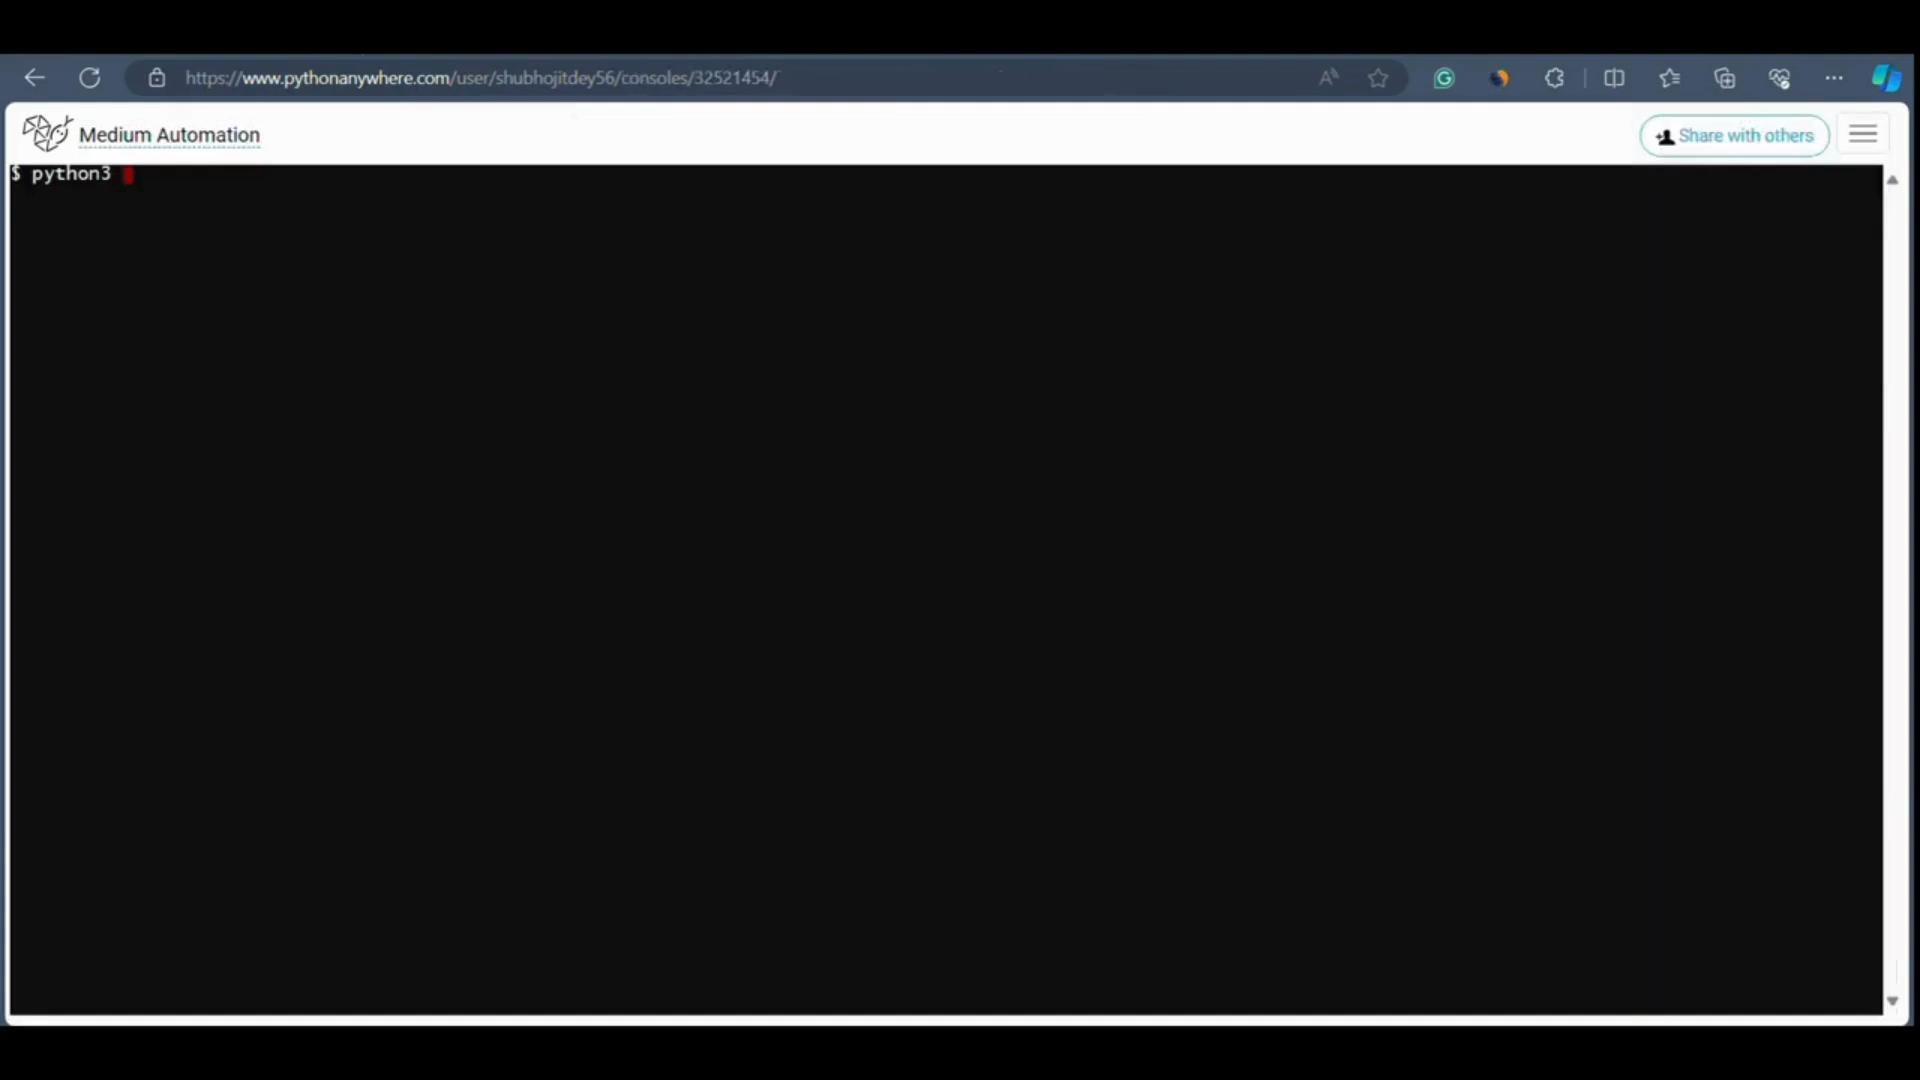 https://www.pythonanywhere.com/user/shubhojitdey56/consoles/32521454/
Medium Automation
Share with others
$ python3